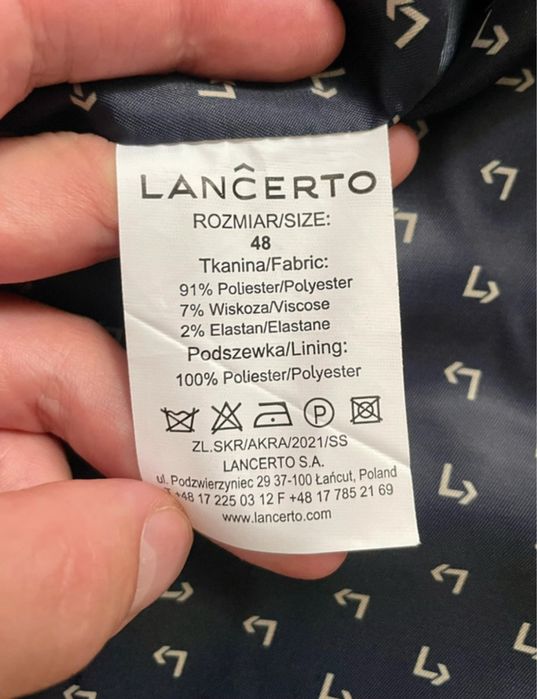 LANĈERTO
ROZMIAR/SIZE:
48
Tkanina/Fabric:
91% Poliester/Polyester
7% Wiskoza/Viscose
2% Elastan/Elastane
Podszewka/Lining:
100% Poliester/Polyester
P
ZL.SKR/AKRA/2021/SS
LANCERTO S.A.
ul. Podzwierzyniec 29 37-100 Łańcut, Poland
+48 17 225 03 12 F +48 17 785 21 69
www.lancerto.com